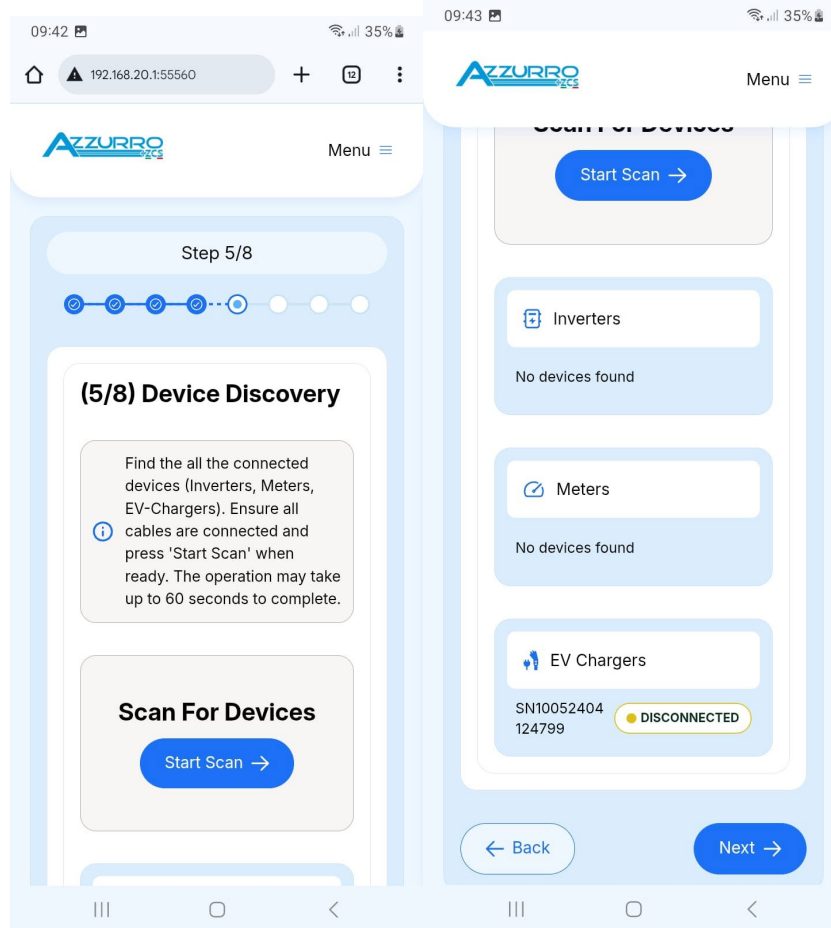 09:42
35%
192.168.20.1:55560
12
AZZURRO
ZCS
Menu
Step 5/8
(5/8) Device Discovery
Find the all the connected
devices (Inverters, Meters,
EV-Chargers). Ensure all
cables are connected and
press 'Start Scan' when
ready. The operation may take
up to 60 seconds to complete.
Scan For Devices
Start Scan →
09:43
35%
AZZURRO
ZCS
Menu
Scan For Devices
Start Scan →
Inverters
No devices found
Meters
No devices found
EV Chargers
SN10052404
124799
DISCONNECTED
← Back
Next →